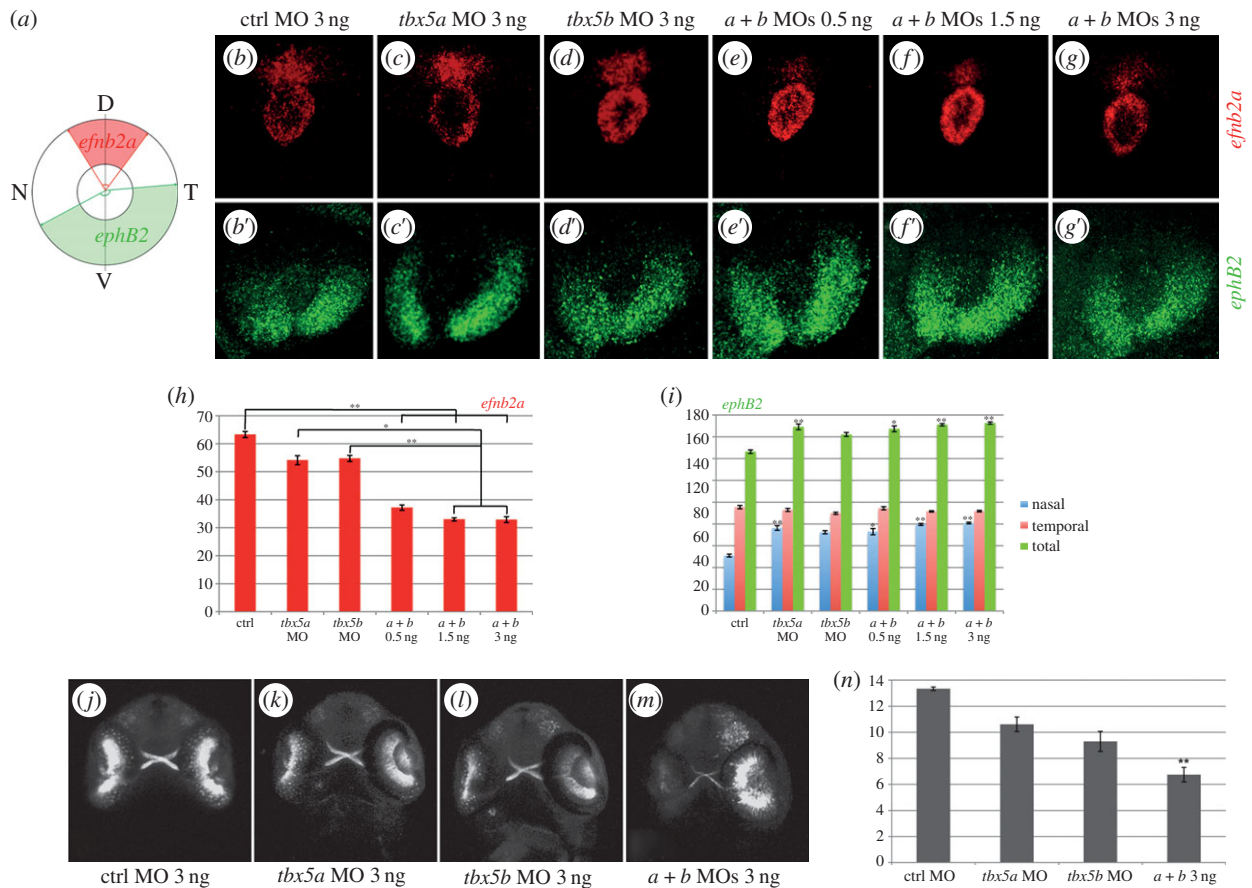 (a)
ctrl MO 3 ng
tbx5a MO 3 ng
tbx5b MO 3 ng
a + b MOs 0.5 ng
a + b MOs 1.5 ng
a + b MOs 3 ng
(b)
(c)
(d)
(e)
(f)
(g)
efnb2a
D
efnb2a
N
T
ephB2
V
(b')
(c')
(d')
(e')
(f')
(g')
ephB2
(h)
efnb2a
**
*
**
70
60
50
40
30
20
10
0
ctrl
tbx5a
MO
tbx5b
MO
a + b
0.5 ng
a + b
1.5 ng
a + b
3 ng
(i)
ephB2
180
160
140
120
100
80
60
40
20
0
**
**
*
*
**
**
**
**
ctrl
tbx5a
MO
tbx5b
MO
a + b
0.5 ng
a + b
1.5 ng
a + b
3 ng
nasal
temporal
total
(j)
(k)
(l)
(m)
ctrl MO 3 ng
tbx5a MO 3 ng
tbx5b MO 3 ng
a + b MOs 3 ng
(n)
14
12
10
8
6
4
2
0
**
ctrl MO
tbx5a MO
tbx5b MO
a + b 3 ng